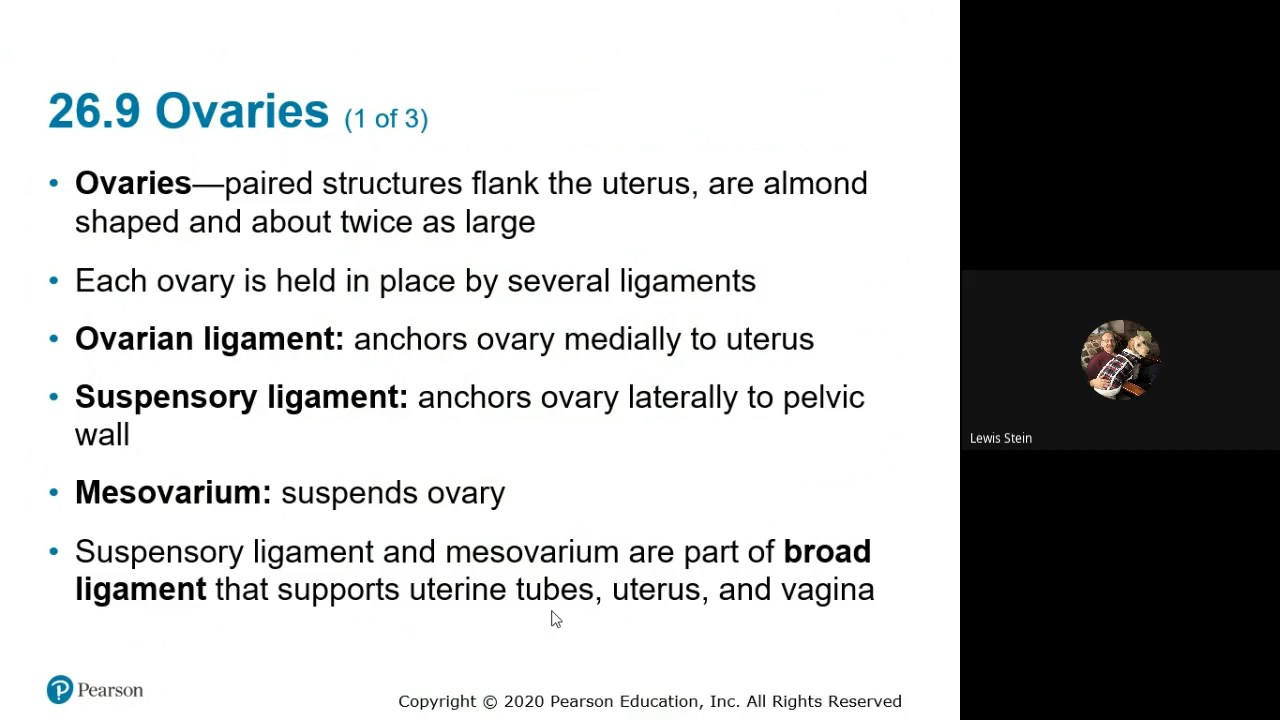 26.9 Ovaries (1 of 3)
• Ovaries—paired structures flank the uterus, are almond
shaped and about twice as large
• Each ovary is held in place by several ligaments
• Ovarian ligament: anchors ovary medially to uterus
• Suspensory ligament: anchors ovary laterally to pelvic
wall
• Mesovarium: suspends ovary
• Suspensory ligament and mesovarium are part of broad
ligament that supports uterine tubes, uterus, and vagina
Pearson
Copyright © 2020 Pearson Education, Inc. All Rights Reserved
Lewis Stein